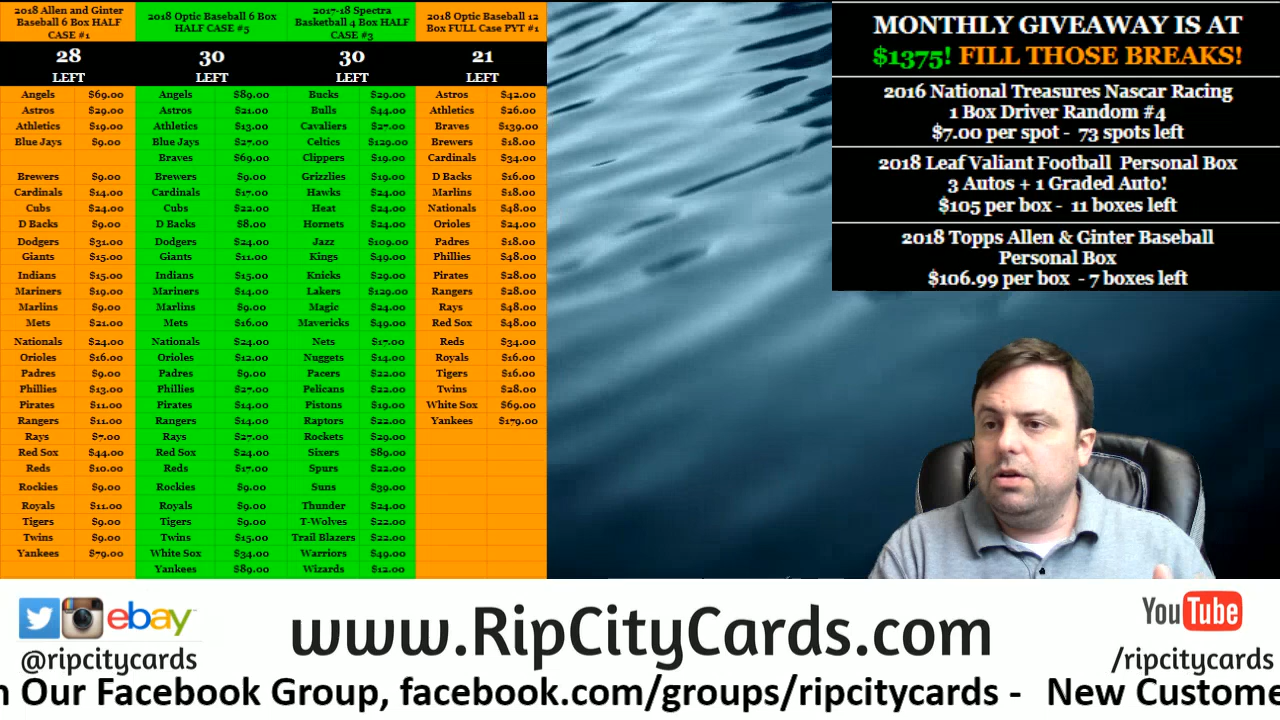 2018 Allen and Ginter
Baseball 6 Box HALF
CASE #1
28
LEFT
Angels $69.00
Astros $29.00
Athletics $19.00
Blue Jays $9.00
Brewers $9.00
Cardinals $14.00
Cubs $24.00
D Backs $9.00
Dodgers $31.00
Giants $15.00
Indians $15.00
Mariners $19.00
Marlins $9.00
Mets $21.00
Nationals $24.00
Orioles $16.00
Padres $9.00
Phillies $13.00
Pirates $11.00
Rangers $11.00
Rays $7.00
Red Sox $44.00
Reds $10.00
Rockies $9.00
Royals $11.00
Tigers $9.00
Twins $9.00
Yankees $79.00
2018 Optic Baseball 6 Box
HALF CASE #5
30
LEFT
Angels $89.00
Astros $21.00
Athletics $13.00
Blue Jays $27.00
Braves $69.00
Brewers $9.00
Cardinals $17.00
Cubs $22.00
D Backs $8.00
Dodgers $24.00
Giants $11.00
Indians $15.00
Mariners $14.00
Marlins $9.00
Mets $16.00
Nationals $24.00
Orioles $12.00
Padres $9.00
Phillies $27.00
Pirates $14.00
Rangers $14.00
Rays $27.00
Red Sox $24.00
Reds $17.00
Rockies $9.00
Royals $9.00
Tigers $9.00
Twins $15.00
White Sox $34.00
Yankees $89.00
2017-18 Spectra
Basketball 4 Box HALF
CASE #3
30
LEFT
Bucks $29.00
Bulls $44.00
Cavaliers $27.00
Celtics $129.00
Clippers $19.00
Grizzlies $19.00
Hawks $24.00
Heat $24.00
Hornets $24.00
Jazz $109.00
Kings $49.00
Knicks $29.00
Lakers $129.00
Magic $24.00
Mavericks $49.00
Nets $17.00
Nuggets $14.00
Pacers $22.00
Pelicans $22.00
Pistons $19.00
Raptors $22.00
Rockets $29.00
Sixers $89.00
Spurs $22.00
Suns $39.00
Thunder $24.00
T-Wolves $22.00
Trail Blazers $22.00
Warriors $49.00
Wizards $12.00
2018 Optic Baseball 12
Box FULL Case PYT #1
21
LEFT
Astros $42.00
Athletics $26.00
Braves $139.00
Brewers $18.00
Cardinals $34.00
D Backs $16.00
Marlins $18.00
Nationals $48.00
Orioles $24.00
Padres $18.00
Phillies $48.00
Pirates $28.00
Rangers $28.00
Rays $48.00
Red Sox $48.00
Reds $34.00
Royals $16.00
Tigers $16.00
Twins $28.00
White Sox $69.00
Yankees $179.00
MONTHLY GIVEAWAY IS AT
$1375! FILL THOSE BREAKS!
2016 National Treasures Nascar Racing
1 Box Driver Random #4
$7.00 per spot - 73 spots left
2018 Leaf Valiant Football Personal Box
3 Autos + 1 Graded Auto!
$105 per box - 11 boxes left
2018 Topps Allen & Ginter Baseball
Personal Box
$106.99 per box - 7 boxes left
ebay
@ripcitycards
www.RipCityCards.com
YouTube
/ripcitycards
n Our Facebook Group, facebook.com/groups/ripcitycards - New Custome